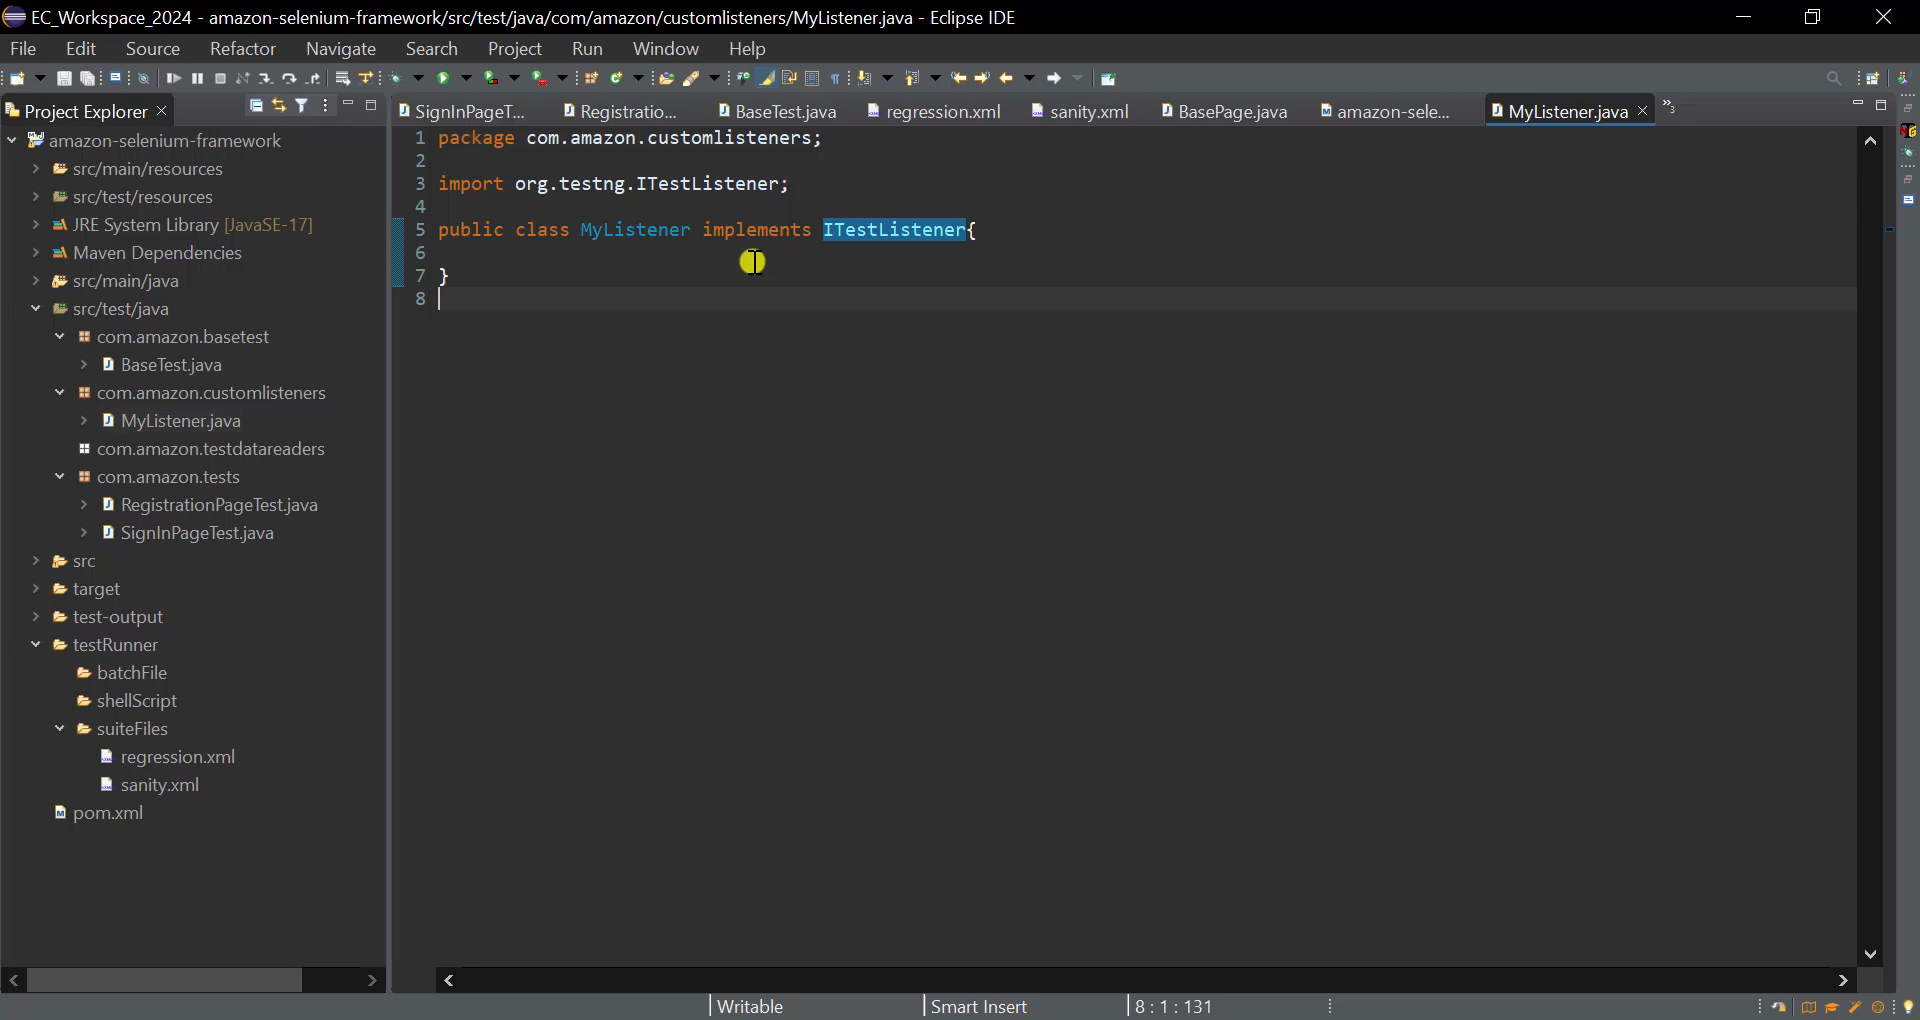 EC_Workspace_2024 - amazon-selenium-framework/src/test/java/com/amazon/customlisteners/MyListener.java - Eclipse IDE
File Edit Source Refactor Navigate Search Project Run Window Help
Project Explorer
SignInPageT... Registratio... BaseTest.java regression.xml sanity.xml BasePage.java amazon-sele... MyListener.java »3
amazon-selenium-framework
src/main/resources
src/test/resources
JRE System Library [JavaSE-17]
Maven Dependencies
src/main/java
src/test/java
com.amazon.basetest
BaseTest.java
com.amazon.customlisteners
MyListener.java
com.amazon.testdatareaders
com.amazon.tests
RegistrationPageTest.java
SignInPageTest.java
src
target
test-output
testRunner
batchFile
shellScript
suiteFiles
regression.xml
sanity.xml
pom.xml
1 package com.amazon.customlisteners;
2
3 import org.testng.ITestListener;
4
5 public class MyListener implements ITestListener{
6
7 }
8
Writable Smart Insert 8 : 1 : 131